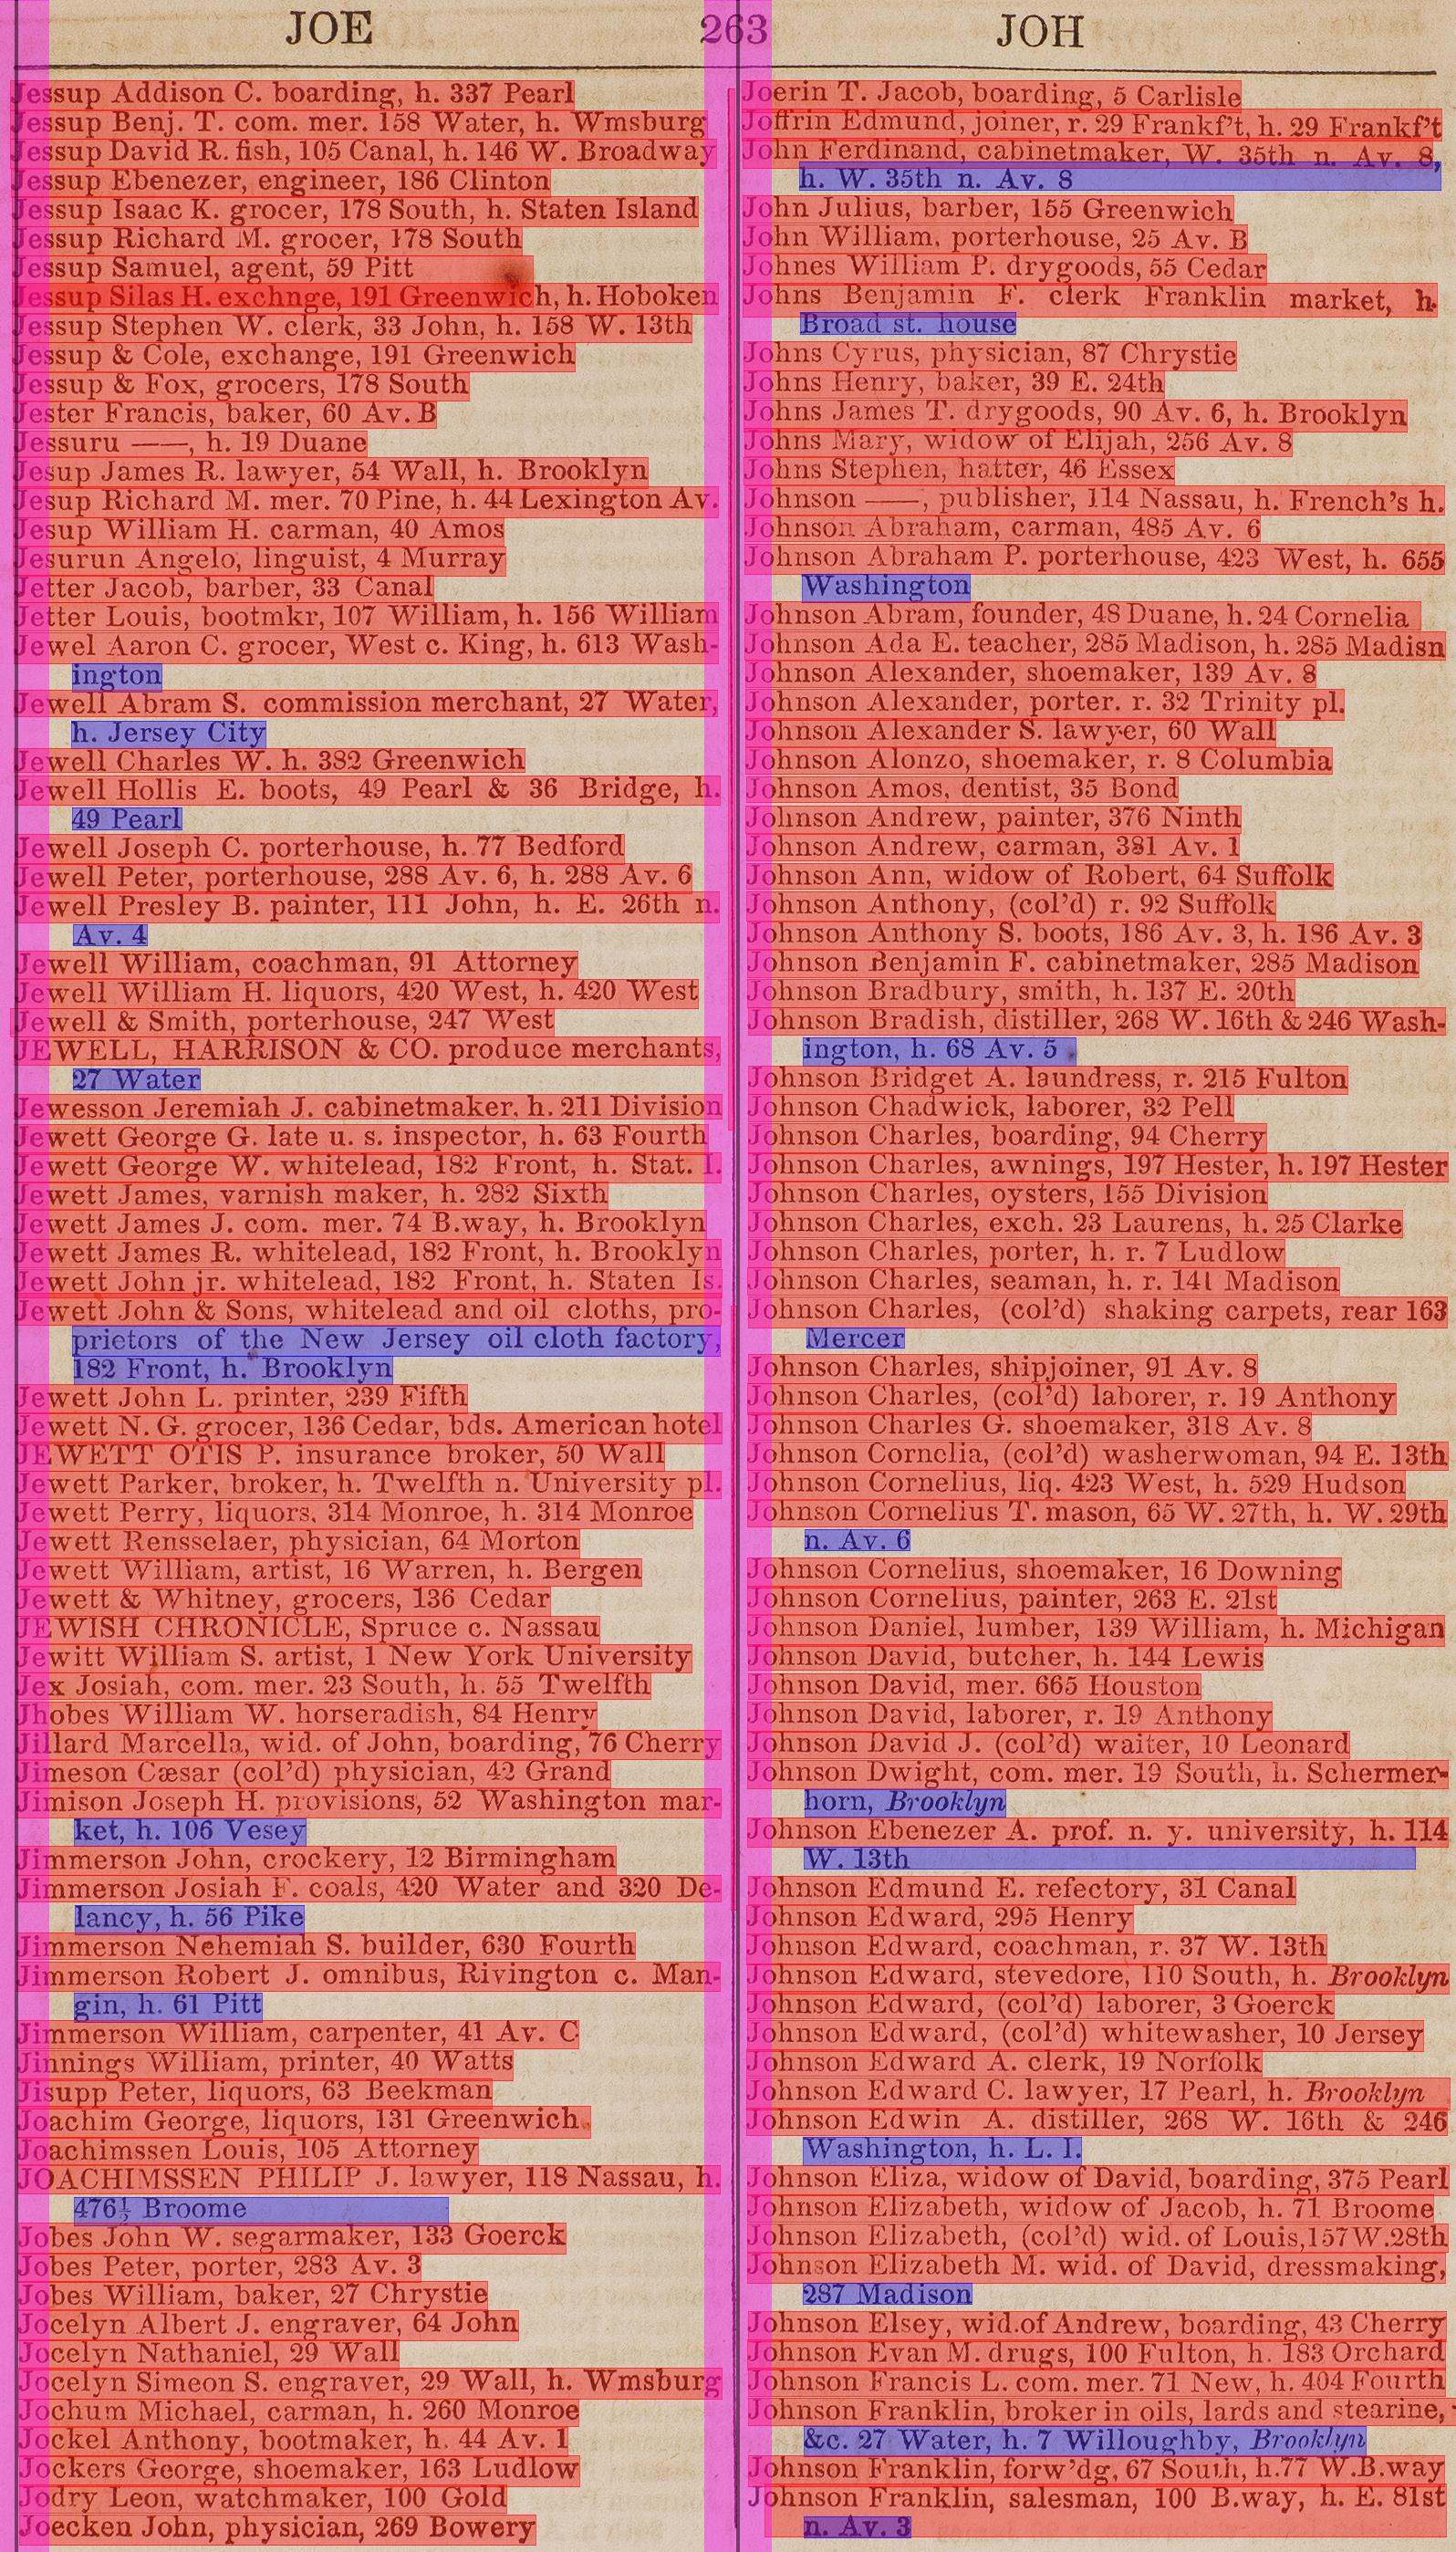 JOE
263
JOH
Jessup Addison C. boarding, h. 337 Pearl
Jessup Benj. T. com. mer. 158 Water, h. Wmsburg
Jessup David R. fish, 105 Canal, h. 146 W. Broadway
Jessup Ebenezer, engineer, 186 Clinton
Jessup Isaac K. grocer, 178 South, h. Staten Island
Jessup Richard M. grocer, 178 South
Jessup Samuel, agent, 59 Pitt
Jessup Silas H. exchnge, 191 Greenwich, h. Hoboken
Jessup Stephen W. clerk, 33 John, h. 158 W. 13th
Jessup & Cole, exchange, 191 Greenwich
Jessup & Fox, grocers, 178 South
Jester Francis, baker, 60 Av. B
Jessuru ——, h. 19 Duane
Jesup James R. lawyer, 54 Wall, h. Brooklyn
Jesup Richard M. mer. 70 Pine, h. 44 Lexington Av.
Jesup William H. carman, 40 Amos
Jesurun Angelo, linguist, 4 Murray
Jetter Jacob, barber, 33 Canal
Jetter Louis, bootmkr, 107 William, h. 156 William
Jewel Aaron C. grocer, West c. King, h. 613 Wash-
ington
Jewell Abram S. commission merchant, 27 Water,
h. Jersey City
Jewell Charles W. h. 382 Greenwich
Jewell Hollis E. boots, 49 Pearl & 36 Bridge, h.
49 Pearl
Jewell Joseph C. porterhouse, h. 77 Bedford
Jewell Peter, porterhouse, 288 Av. 6, h. 288 Av. 6
Jewell Presley B. painter, 111 John, h. E. 26th n.
Av. 4
Jewell William, coachman, 91 Attorney
Jewell William H. liquors, 420 West, h. 420 West
Jewell & Smith, porterhouse, 247 West
JEWELL, HARRISON & CO. produce merchants,
27 Water
Jewesson Jeremiah J. cabinetmaker. h. 211 Division
Jewett George G. late u. s. inspector, h. 63 Fourth
Jewett George W. whitelead, 182 Front, h. Stat. I.
Jewett James, varnish maker, h. 282 Sixth
Jewett James J. com. mer. 74 B.way, h. Brooklyn
Jewett James R. whitelead, 182 Front, h. Brooklyn
Jewett John jr. whitelead, 182 Front, h. Staten Is.
Jewett John & Sons, whitelead and oil cloths, pro-
prietors of the New Jersey oil cloth factory,
182 Front, h. Brooklyn
Jewett John L. printer, 239 Fifth
Jewett N. G. grocer, 136 Cedar, bds. American hotel
JEWETT OTIS P. insurance broker, 50 Wall
Jewett Parker, broker, h. Twelfth n. University pl.
Jewett Perry, liquors, 314 Monroe, h. 314 Monroe
Jewett Rensselaer, physician, 64 Morton
Jewett William, artist, 16 Warren, h. Bergen
Jewett & Whitney, grocers, 136 Cedar
JEWISH CHRONICLE, Spruce c. Nassau
Jewitt William S. artist, 1 New York University
Jex Josiah, com. mer. 23 South, h. 55 Twelfth
Jhobes William W. horseradish, 84 Henry
Jillard Marcella, wid. of John, boarding, 76 Cherry
Jimeson Cæsar (col'd) physician, 42 Grand
Jimison Joseph H. provisions, 52 Washington mar-
ket, h. 106 Vesey
Jimmerson John, crockery, 12 Birmingham
Jimmerson Josiah F. coals, 420 Water and 320 De-
lancy, h. 56 Pike
Jimmerson Nehemiah S. builder, 630 Fourth
Jimmerson Robert J. omnibus, Rivington c. Man-
gin, h. 61 Pitt
Jimmerson William, carpenter, 41 Av. C
Jinnings William, printer, 40 Watts
Jisupp Peter, liquors, 63 Beekman
Joachim George, liquors, 131 Greenwich.
Joachimssen Louis, 105 Attorney
JOACHIMSSEN PHILIP J. lawyer, 118 Nassau, h.
476½ Broome
Jobes John W. segarmaker, 133 Goerck
Jobes Peter, porter, 283 Av. 3
Jobes William, baker, 27 Chrystie
Jocelyn Albert J. engraver, 64 John
Jocelyn Nathaniel, 29 Wall
Jocelyn Simeon S. engraver, 29 Wall, h. Wmsburg
Jochum Michael, carman, h. 260 Monroe
Jockel Anthony, bootmaker, h. 44 Av. 1
Jockers George, shoemaker, 163 Ludlow
Jodry Leon, watchmaker, 100 Gold
Joecken John, physician, 269 Bowery
Joerin T. Jacob, boarding, 5 Carlisle
Joffrin Edmund, joiner, r. 29 Frankf't, h. 29 Frankf't
John Ferdinand, cabinetmaker, W. 35th n. Av. 8,
h. W. 35th n. Av. 8
John Julius, barber, 155 Greenwich
John William, porterhouse, 25 Av. B
Johnes William P. drygoods, 55 Cedar
Johns Benjamin F. clerk Franklin market, h.
Broad st. house
Johns Cyrus, physician, 87 Chrystie
Johns Henry, baker, 39 E. 24th
Johns James T. drygoods, 90 Av. 6, h. Brooklyn
Johns Mary, widow of Elijah, 256 Av. 8
Johns Stephen, hatter, 46 Essex
Johnson ——, publisher, 114 Nassau, h. French's h.
Johnson Abraham, carman, 485 Av. 6
Johnson Abraham P. porterhouse, 423 West, h. 655
Washington
Johnson Abram, founder, 48 Duane, h. 24 Cornelia
Johnson Ada E. teacher, 285 Madison, h. 285 Madisn
Johnson Alexander, shoemaker, 139 Av. 8
Johnson Alexander, porter. r. 32 Trinity pl.
Johnson Alexander S. lawyer, 60 Wall
Johnson Alonzo, shoemaker, r. 8 Columbia
Johnson Amos, dentist, 35 Bond
Johnson Andrew, painter, 376 Ninth
Johnson Andrew, carman, 381 Av. 1
Johnson Ann, widow of Robert, 64 Suffolk
Johnson Anthony, (col'd) r. 92 Suffolk
Johnson Anthony S. boots, 186 Av. 3, h. 186 Av. 3
Johnson Benjamin F. cabinetmaker, 285 Madison
Johnson Bradbury, smith, h. 137 E. 20th
Johnson Bradish, distiller, 268 W. 16th & 246 Wash-
ington, h. 68 Av. 5
Johnson Bridget A. laundress, r. 215 Fulton
Johnson Chadwick, laborer, 32 Pell
Johnson Charles, boarding, 94 Cherry
Johnson Charles, awnings, 197 Hester, h. 197 Hester
Johnson Charles, oysters, 155 Division
Johnson Charles, exch. 23 Laurens, h. 25 Clarke
Johnson Charles, porter, h. r. 7 Ludlow
Johnson Charles, seaman, h. r. 141 Madison
Johnson Charles, (col'd) shaking carpets, rear 163
Mercer
Johnson Charles, shipjoiner, 91 Av. 8
Johnson Charles, (col'd) laborer, r. 19 Anthony
Johnson Charles G. shoemaker, 318 Av. 8
Johnson Cornelia, (col'd) washerwoman, 94 E. 13th
Johnson Cornelius, liq. 423 West, h. 529 Hudson
Johnson Cornelius T. mason, 65 W. 27th, h. W. 29th
n. Av. 6
Johnson Cornelius, shoemaker, 16 Downing
Johnson Cornelius, painter, 263 E. 21st
Johnson Daniel, lumber, 139 William, h. Michigan
Johnson David, butcher, h. 144 Lewis
Johnson David, mer. 665 Houston
Johnson David, laborer, r. 19 Anthony
Johnson David J. (col'd) waiter, 10 Leonard
Johnson Dwight, com. mer. 19 South, h. Schermer-
horn, Brooklyn
Johnson Ebenezer A. prof. n. y. university, h. 114
W. 13th
Johnson Edmund E. refectory, 31 Canal
Johnson Edward, 295 Henry
Johnson Edward, coachman, r. 37 W. 13th
Johnson Edward, stevedore, 110 South, h. Brooklyn
Johnson Edward, (col'd) laborer, 3 Goerck
Johnson Edward, (col'd) whitewasher, 10 Jersey
Johnson Edward A. clerk, 19 Norfolk
Johnson Edward C. lawyer, 17 Pearl, h. Brooklyn
Johnson Edwin A. distiller, 268 W. 16th & 246
Washington, h. L. I.
Johnson Eliza, widow of David, boarding, 375 Pearl
Johnson Elizabeth, widow of Jacob, h. 71 Broome
Johnson Elizabeth, (col'd) wid. of Louis, 157 W. 28th
Johnson Elizabeth M. wid. of David, dressmaking,
287 Madison
Johnson Elsey, wid. of Andrew, boarding, 43 Cherry
Johnson Evan M. drugs, 100 Fulton, h. 183 Orchard
Johnson Francis L. com. mer. 71 New, h. 404 Fourth
Johnson Franklin, broker in oils, lards and stearine,
&c. 27 Water, h. 7 Willoughby, Brooklyn
Johnson Franklin, forw'dg, 67 South, h. 77 W.B.way
Johnson Franklin, salesman, 100 B.way, h. E. 81st
n. Av. 3